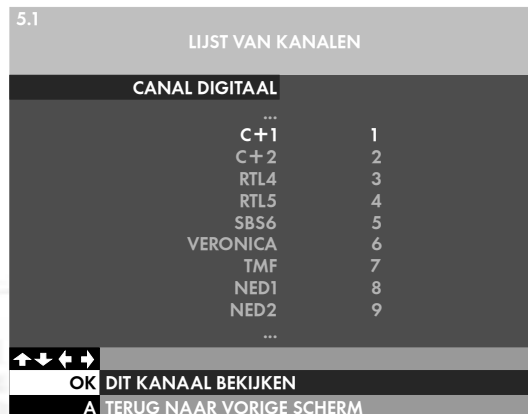 5.1
LIJST VAN KANALEN
CANAL DIGITAAL
...
C+1 1
C+2 2
RTL4 3
RTL5 4
SBS6 5
VERONICA 6
TMF 7
NED1 8
NED2 9
...
OK DIT KANAAL BEKIJKEN
A TERUG NAAR VORIGE SCHERM